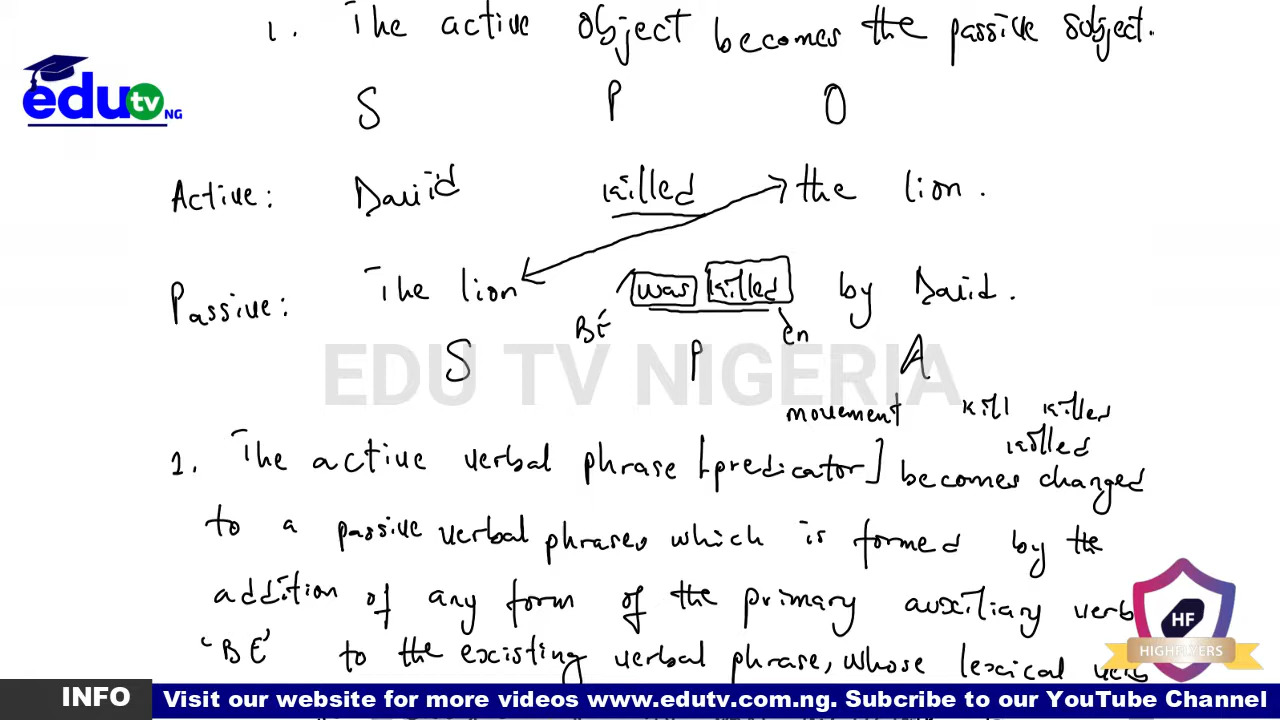 1. The active object becomes the passive subject.
edu tv NG
S P O
Active: David killed the lion.
Passive: The lion was killed by David.
BE en
S P A
EDU TV NIGERIA
movement kill killed
killed
2. The active verbal phrase [predicator] becomes changed
to a passive verbal phrase, which is formed by the
addition of any form of the primary auxiliary verb
'BE' to the existing verbal phrase, whose lexical verb
HF
HIGHFLYERS
INFO Visit our website for more videos www.edutv.com.ng. Subcribe to our YouTube Channel